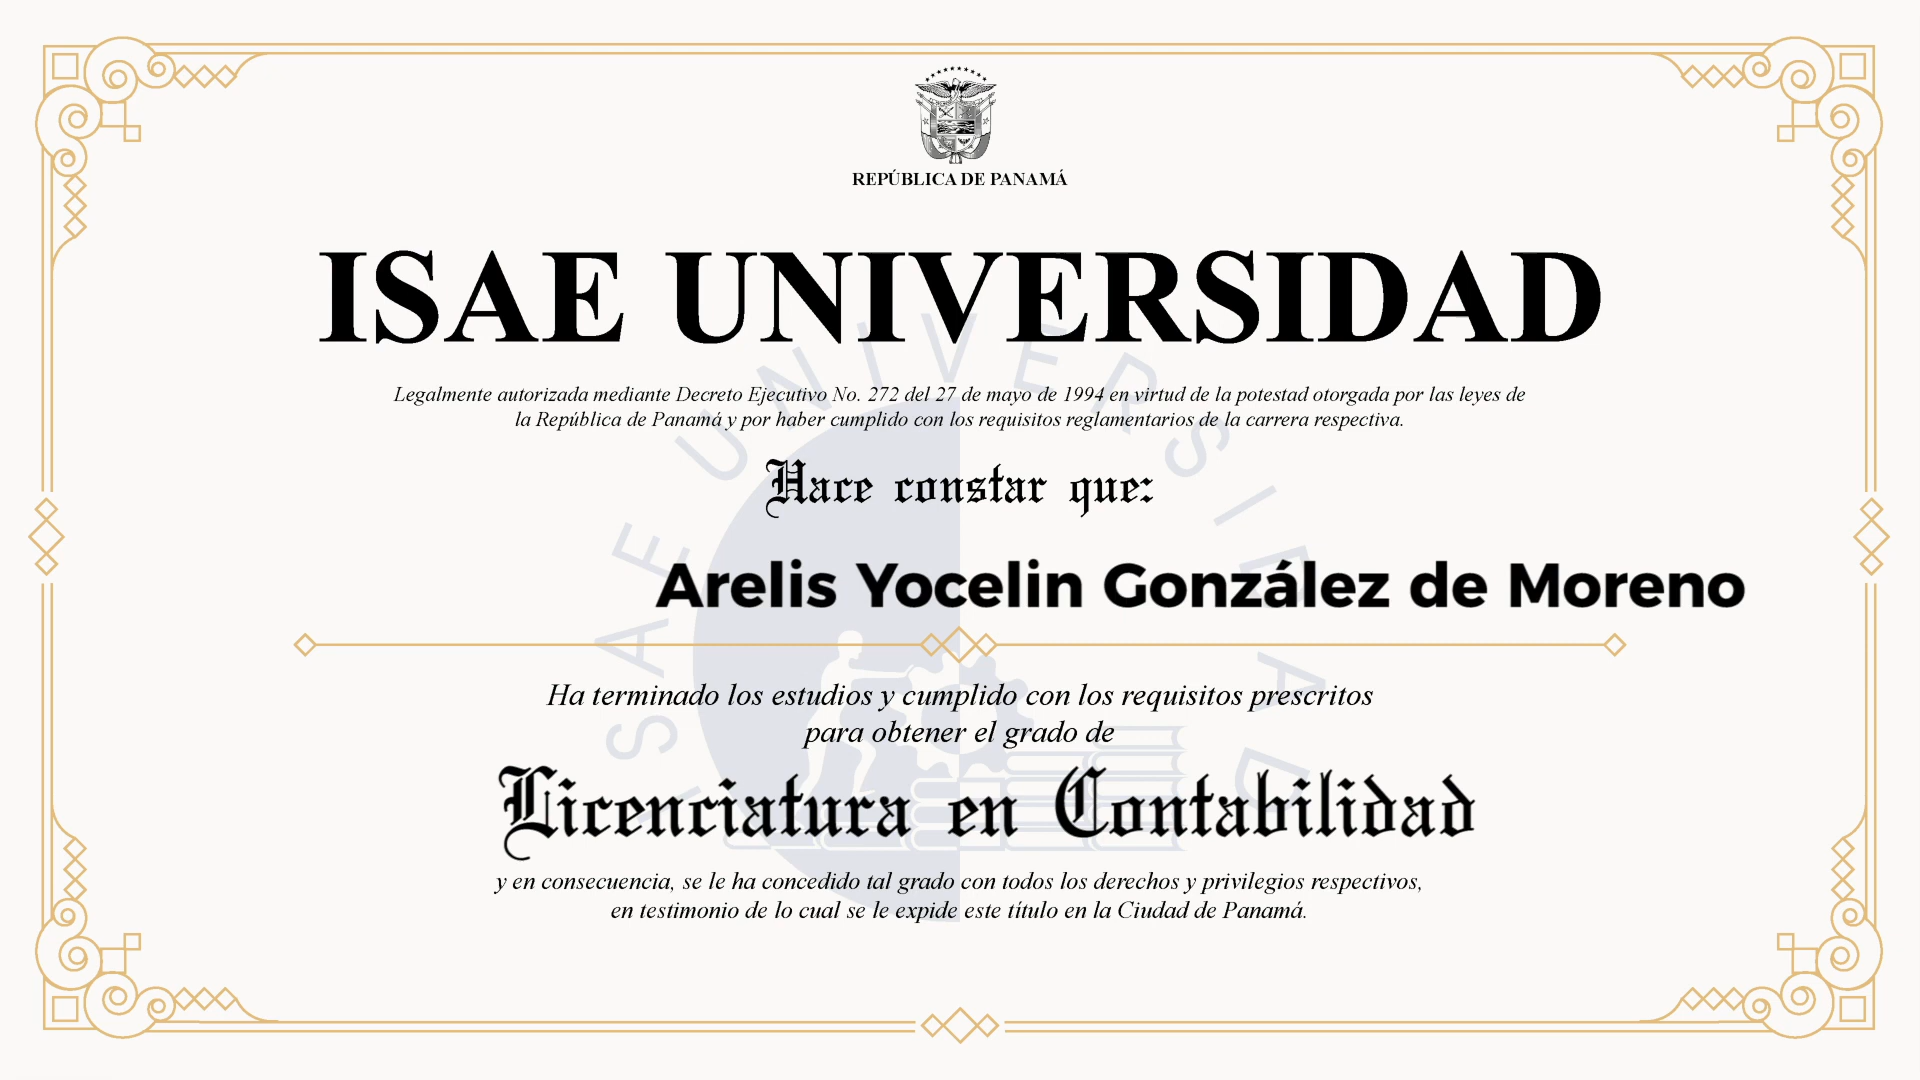 REPÚBLICA DE PANAMÁ
ISAE UNIVERSIDAD
Legalmente autorizada mediante Decreto Ejecutivo No. 272 del 27 de mayo de 1994 en virtud de la potestad otorgada por las leyes de
la República de Panamá y por haber cumplido con los requisitos reglamentarios de la carrera respectiva.
Hace constar que:
Arelis Yocelin González de Moreno
Ha terminado los estudios y cumplido con los requisitos prescritos
para obtener el grado de
Licenciatura en Contabilidad
y en consecuencia, se le ha concedido tal grado con todos los derechos y privilegios respectivos,
en testimonio de lo cual se le expide este título en la Ciudad de Panamá.
ISAE UNIVERSIDAD